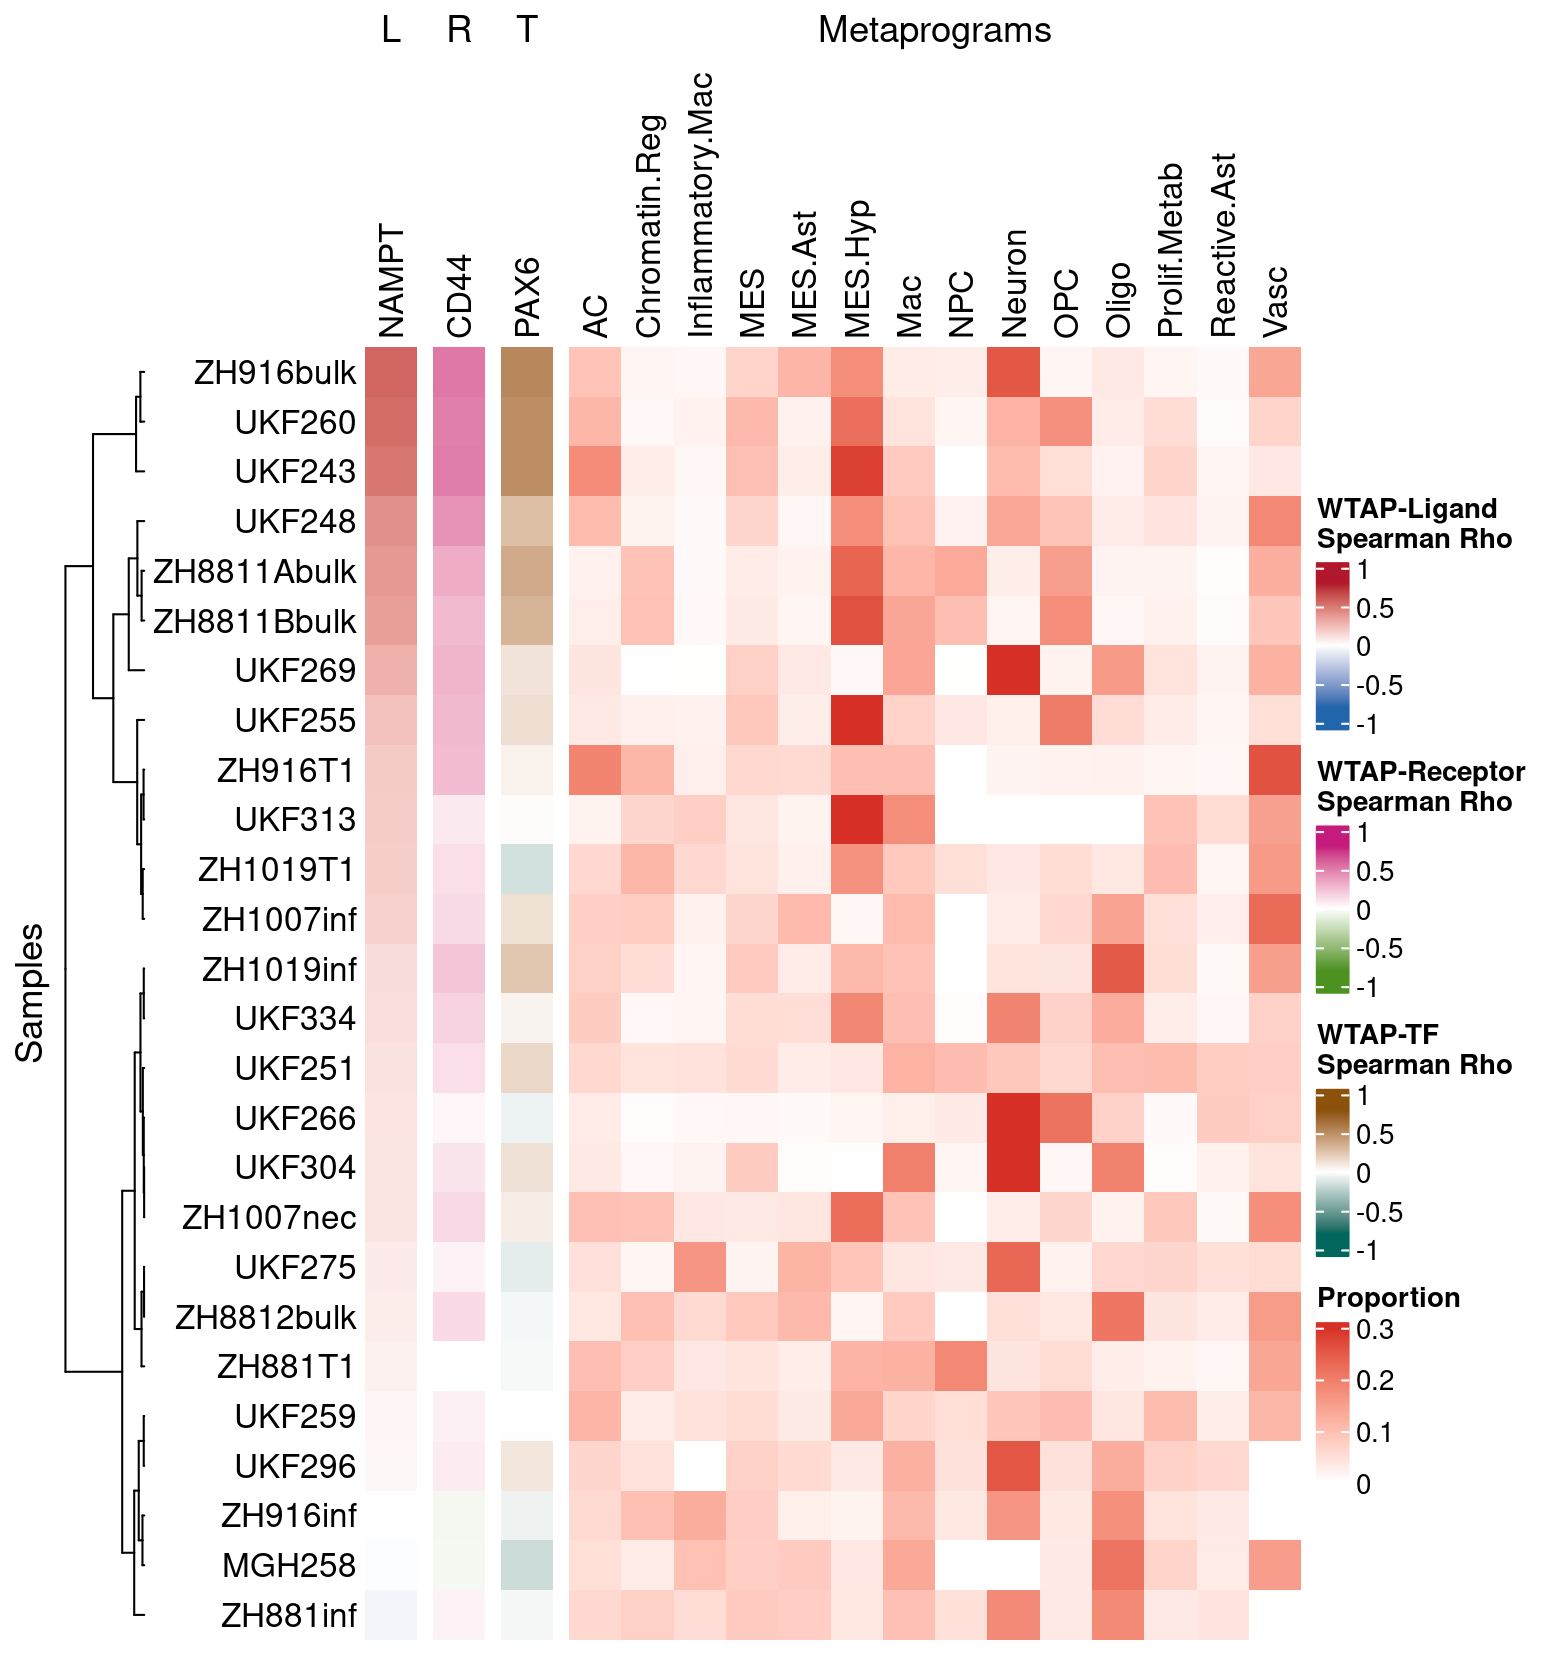 L R T Metaprograms
NAMPT
CD44
PAX6
AC
Chromatin.Reg
Inflammatory.Mac
MES
MES.Ast
MES.Hyp
Mac
NPC
Neuron
OPC
Oligo
Prolif.Metab
Reactive.Ast
Vasc
Samples
ZH916bulk
UKF260
UKF243
UKF248
ZH8811Abulk
ZH8811Bbulk
UKF269
UKF255
ZH916T1
UKF313
ZH1019T1
ZH1007inf
ZH1019inf
UKF334
UKF251
UKF266
UKF304
ZH1007nec
UKF275
ZH8812bulk
ZH881T1
UKF259
UKF296
ZH916inf
MGH258
ZH881inf
WTAP-Ligand
Spearman Rho
1
0.5
0
-0.5
-1
WTAP-Receptor
Spearman Rho
1
0.5
0
-0.5
-1
WTAP-TF
Spearman Rho
1
0.5
0
-0.5
-1
Proportion
0.3
0.2
0.1
0